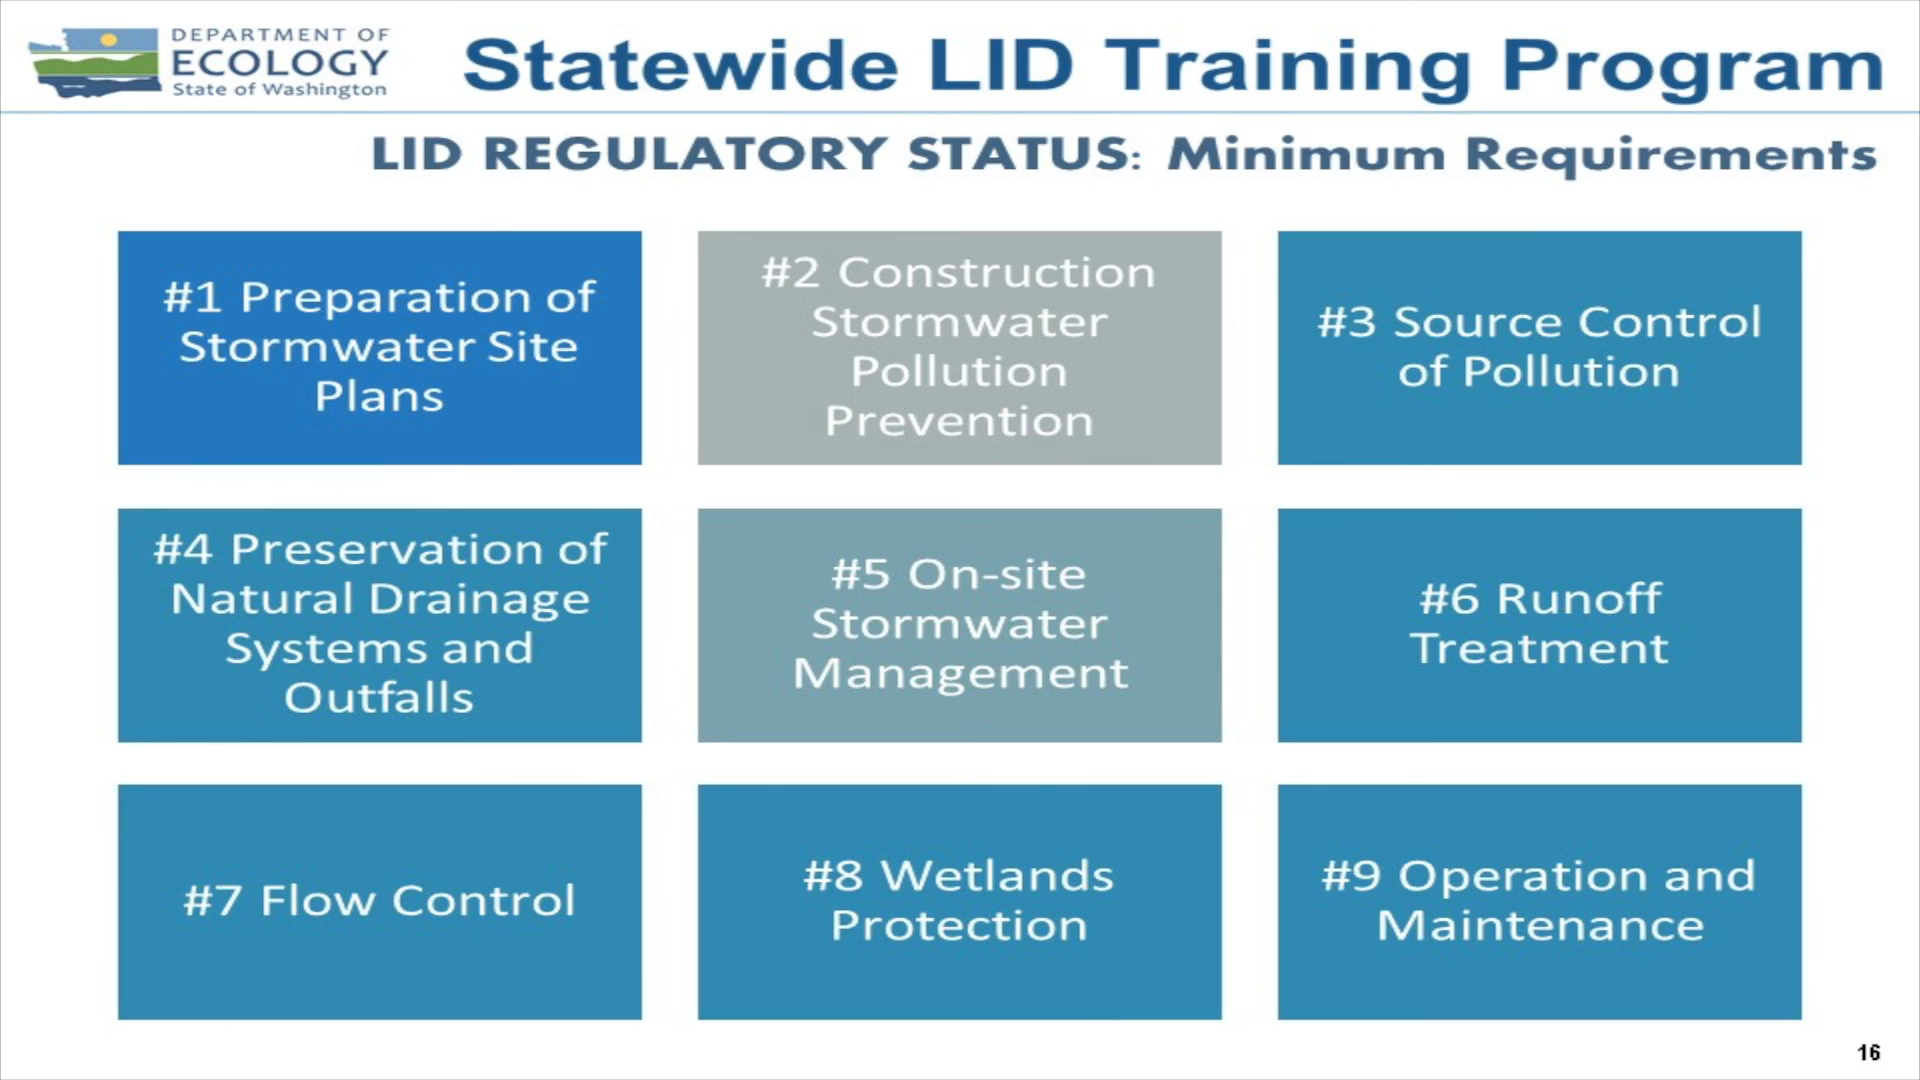 DEPARTMENT OF
ECOLOGY
State of Washington
Statewide LID Training Program
LID REGULATORY STATUS: Minimum Requirements
#1 Preparation of
Stormwater Site
Plans
#2 Construction
Stormwater
Pollution
Prevention
#3 Source Control
of Pollution
#4 Preservation of
Natural Drainage
Systems and
Outfalls
#5 On-site
Stormwater
Management
#6 Runoff
Treatment
#7 Flow Control
#8 Wetlands
Protection
#9 Operation and
Maintenance
16